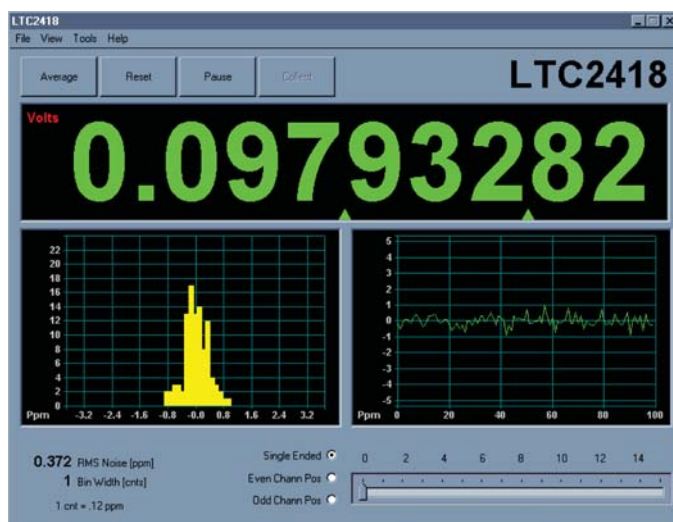 LTC2418
File View Tools Help
Average Reset Pause Collect
LTC2418
Volts
0.09793282
22
20
18
16
14
12
10
8
6
4
2
0
Ppm -3.2 -2.4 -1.6 -0.8 -0.0 0.8 1.6 2.4 3.2
5
4
3
2
1
0
-1
-2
-3
-4
-5
Ppm 0 20 40 60 80 100
0.372 RMS Noise [ppm]
1 Bin Width [cnts]
1 cnt = .12 ppm
Single Ended
Even Chann Pos
Odd Chann Pos
0 2 4 6 8 10 12 14